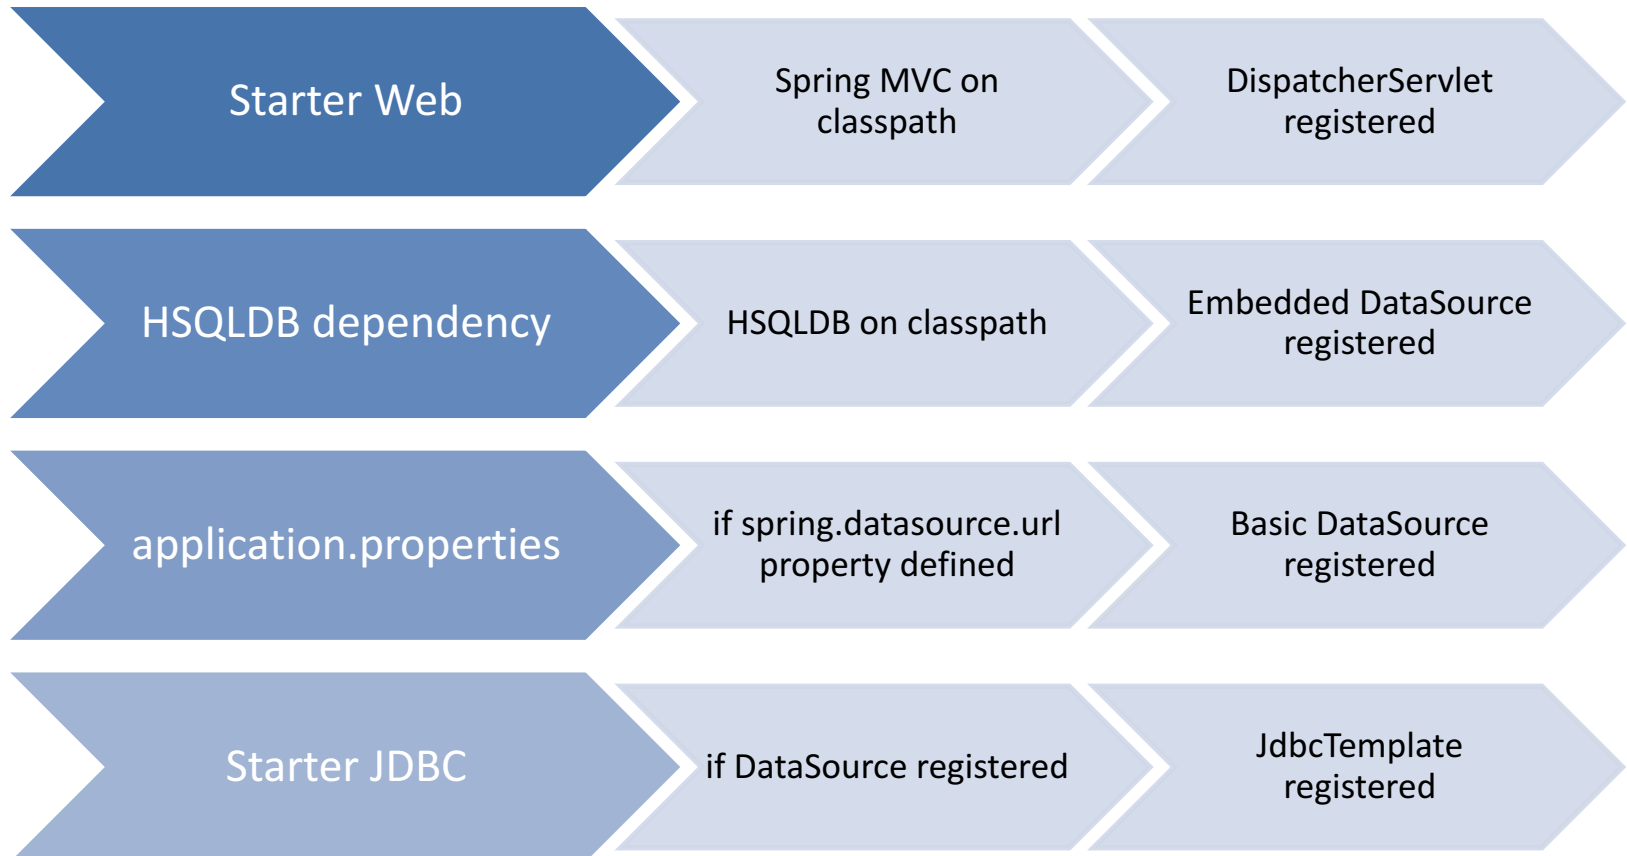 Starter Web
Spring MVC on
classpath
DispatcherServlet
registered
HSQLDB dependency
HSQLDB on classpath
Embedded DataSource
registered
application.properties
if spring.datasource.url
property defined
Basic DataSource
registered
Starter JDBC
if DataSource registered
JdbcTemplate
registered